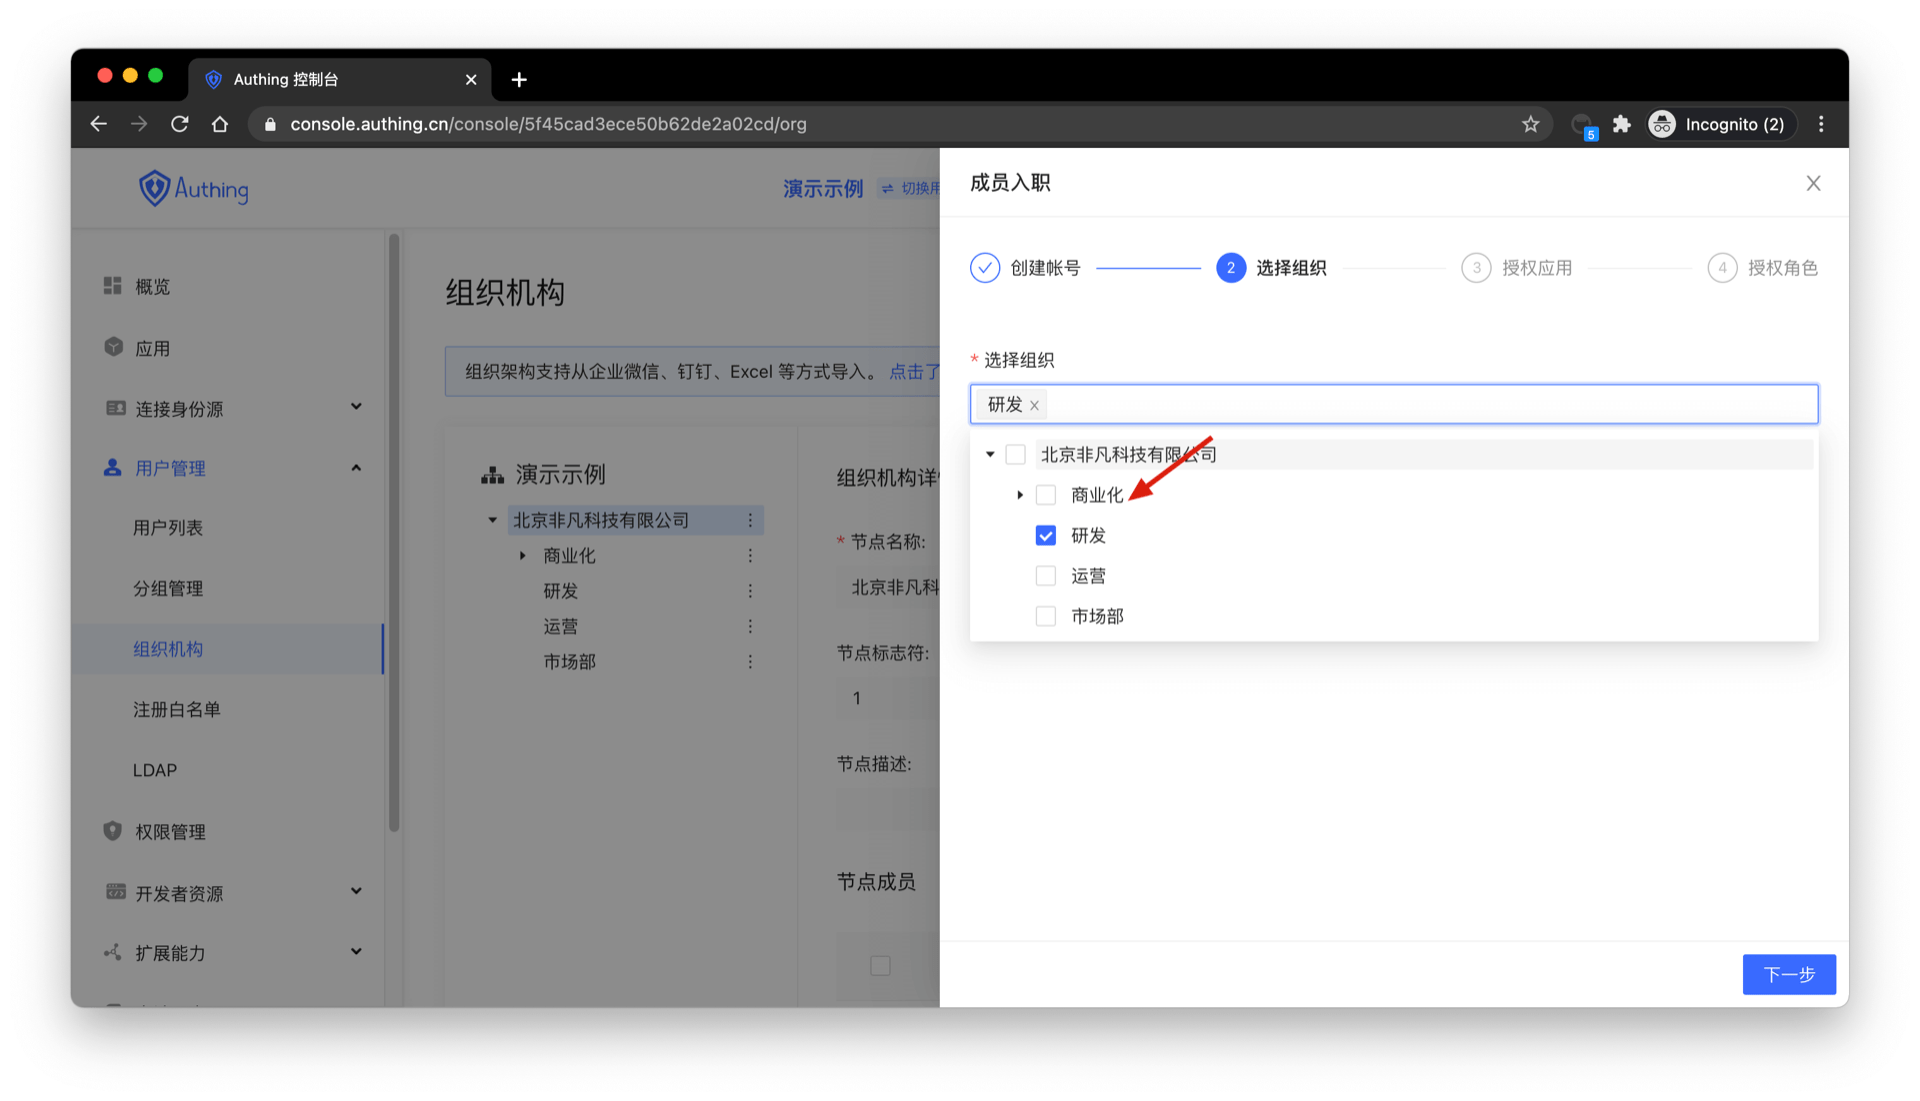 Authing 控制台
console.authing.cn/console/5f45cad3ece50b62de2a02cd/org
5
Incognito (2)
Authing
演示示例
切换用
概览
应用
连接身份源
用户管理
用户列表
分组管理
组织机构
注册白名单
LDAP
权限管理
开发者资源
扩展能力
组织机构
组织架构支持从企业微信、钉钉、Excel 等方式导入。 点击了
演示示例
北京非凡科技有限公司
商业化
研发
运营
市场部
组织机构详
* 节点名称:
北京非凡科
节点标志符:
1
节点描述:
节点成员
成员入职
创建帐号
2 选择组织
3 授权应用
4 授权角色
* 选择组织
研发
北京非凡科技有限公司
商业化
研发
运营
市场部
下一步